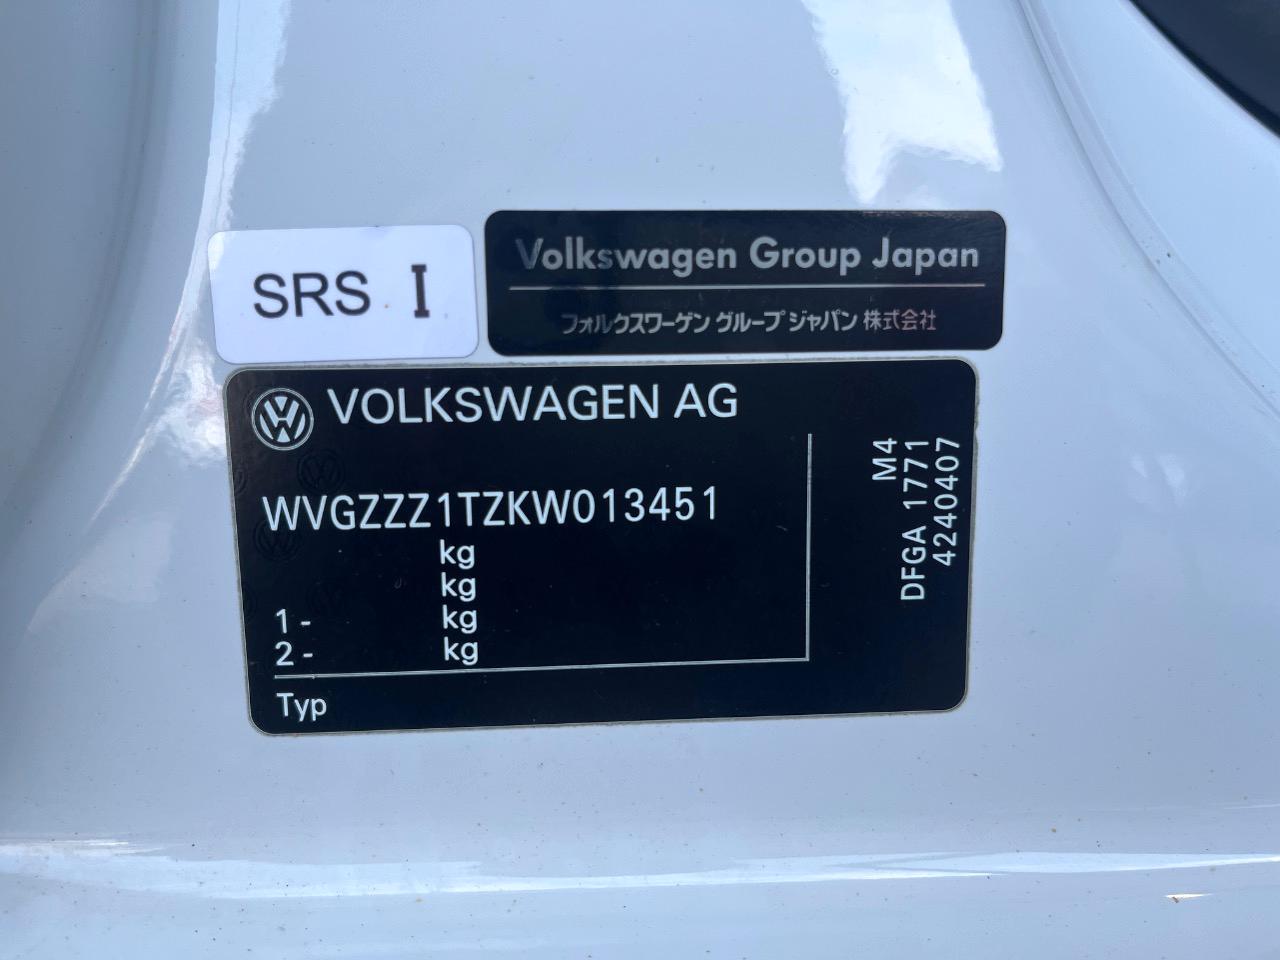 SRS I
Volkswagen Group Japan
フォルクスワーゲン グループ ジャパン 株式会社
VOLKSWAGEN AG
WVGZZZ1TZKW013451
kg
kg
1 - kg
2 - kg
Typ
M4
DFGA 1771
4240407